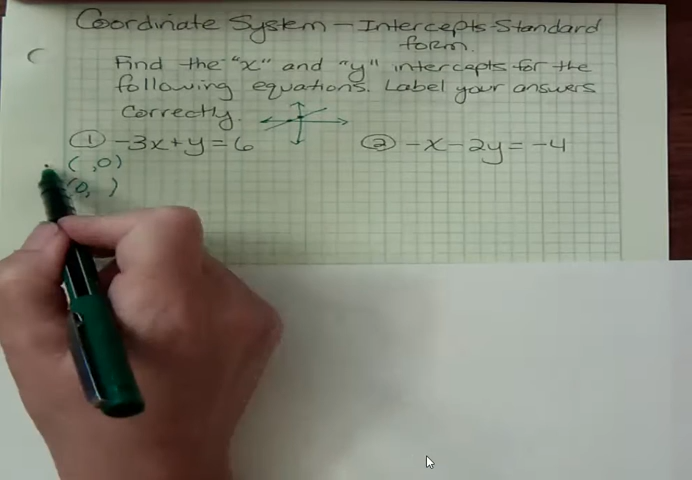 Coordinate System - Intercepts-Standard
form.
Find the "x" and "y" intercepts for the
following equations. Label your answers
correctly.
① -3x+y=6
② -x-2y=-4
( ,0)
(0, )